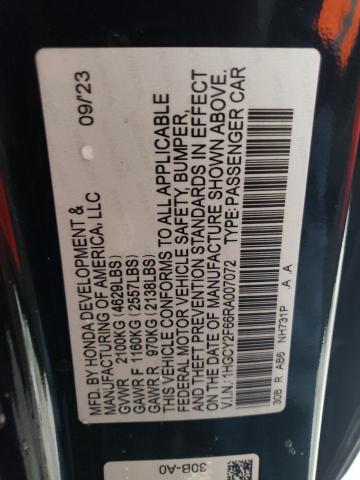 MFD. BY HONDA DEVELOPMENT & 09/23
MANUFACTURING OF AMERICA, LLC
GVWR 2100KG (4629LBS)
GAWR F 1160KG (2557LBS)
GAWR R 970KG (2138LBS)
THIS VEHICLE CONFORMS TO ALL APPLICABLE
FEDERAL MOTOR VEHICLE SAFETY, BUMPER,
AND THEFT PREVENTION STANDARDS IN EFFECT
ON THE DATE OF MANUFACTURE SHOWN ABOVE.
V.I.N.:1HGCY2F66RA007072 TYPE:PASSENGER CAR
30B R AB6 NH731P A A
30B-A0